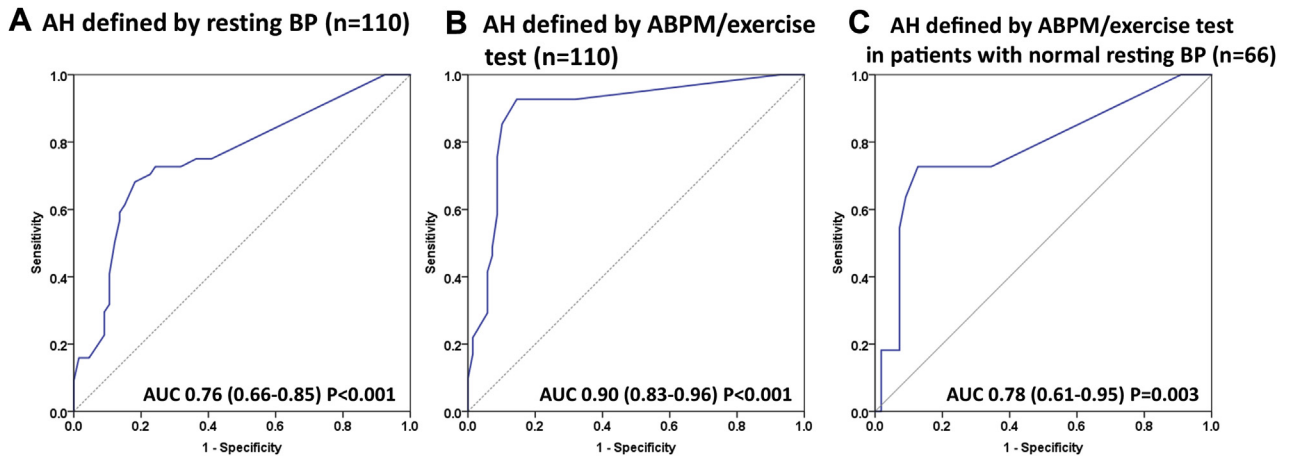 A AH defined by resting BP (n=110)
1.0
0.8
0.6
0.4
0.2
0.0
Sensitivity
0.0 0.2 0.4 0.6 0.8 1.0
1 - Specificity
AUC 0.76 (0.66-0.85) P<0.001
B AH defined by ABPM/exercise
test (n=110)
1.0
0.8
0.6
0.4
0.2
0.0
Sensitivity
0.0 0.2 0.4 0.6 0.8 1.0
1 - Specificity
AUC 0.90 (0.83-0.96) P<0.001
C AH defined by ABPM/exercise test
in patients with normal resting BP (n=66)
1.0
0.8
0.6
0.4
0.2
0.0
Sensitivity
0.0 0.2 0.4 0.6 0.8 1.0
1 - Specificity
AUC 0.78 (0.61-0.95) P=0.003